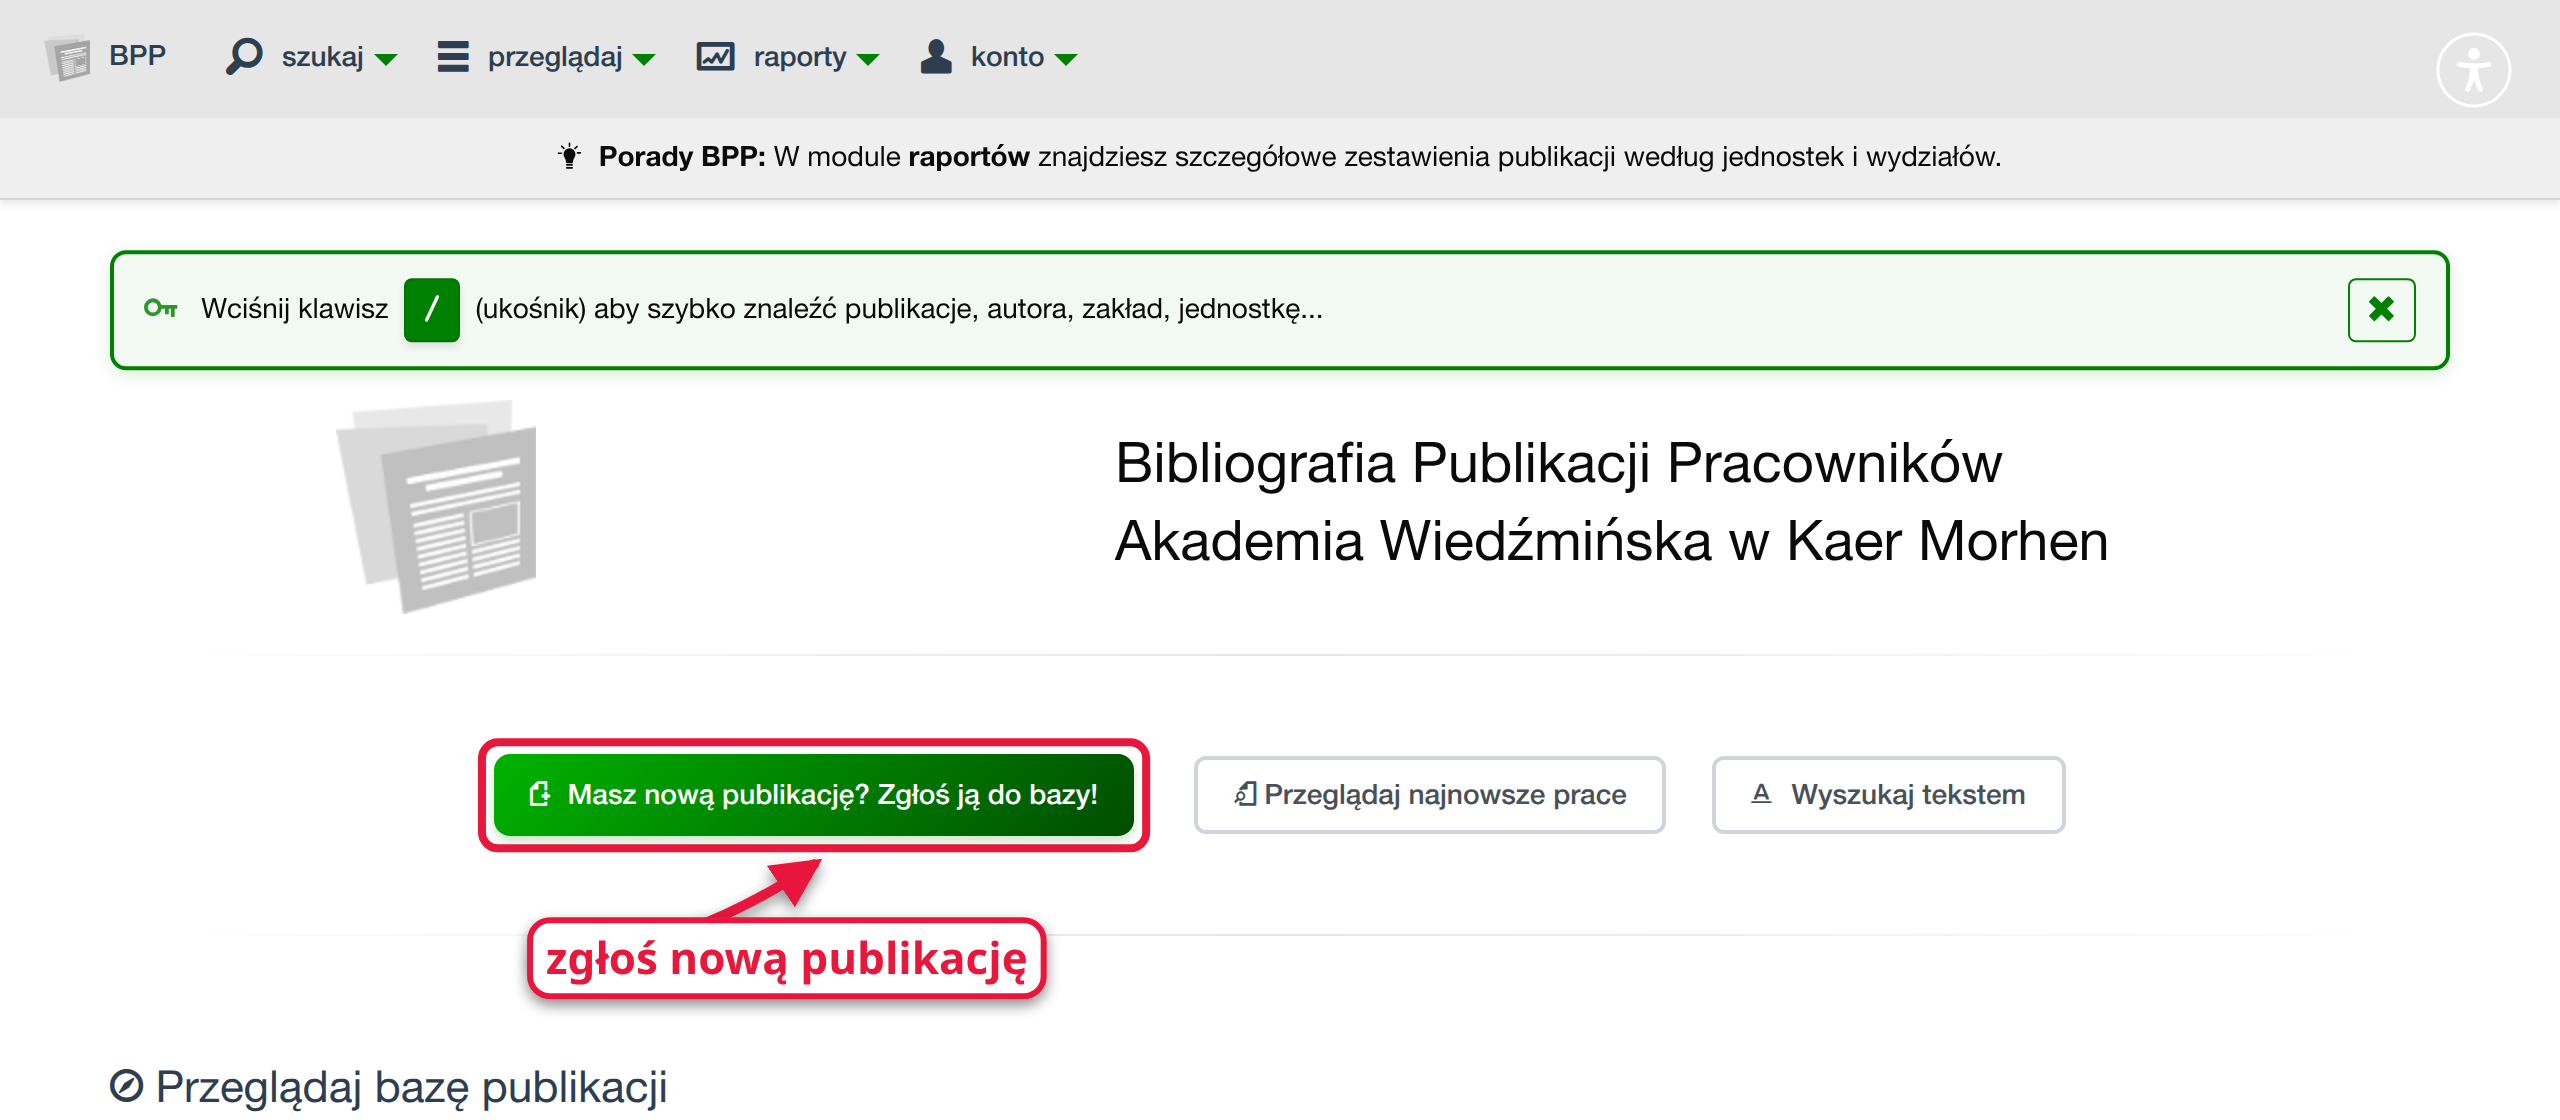 BPP szukaj przeglądaj raporty konto
Porady BPP: W module raportów znajdziesz szczegółowe zestawienia publikacji według jednostek i wydziałów.
Wciśnij klawisz / (ukośnik) aby szybko znaleźć publikacje, autora, zakład, jednostkę...
Bibliografia Publikacji Pracowników
Akademia Wiedźmińska w Kaer Morhen
Masz nową publikację? Zgłoś ją do bazy! Przeglądaj najnowsze prace Wyszukaj tekstem
zgłoś nową publikację
Przeglądaj bazę publikacji